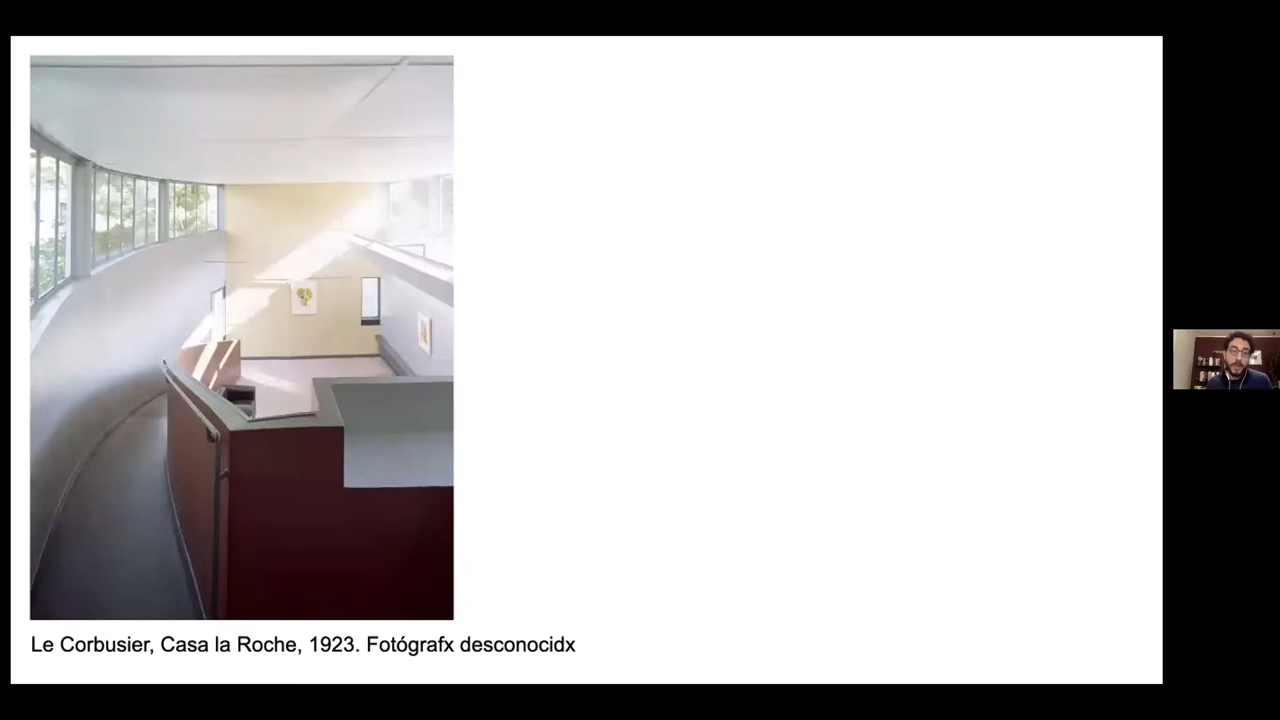 Le Corbusier, Casa la Roche, 1923. Fotógrafx desconocidx